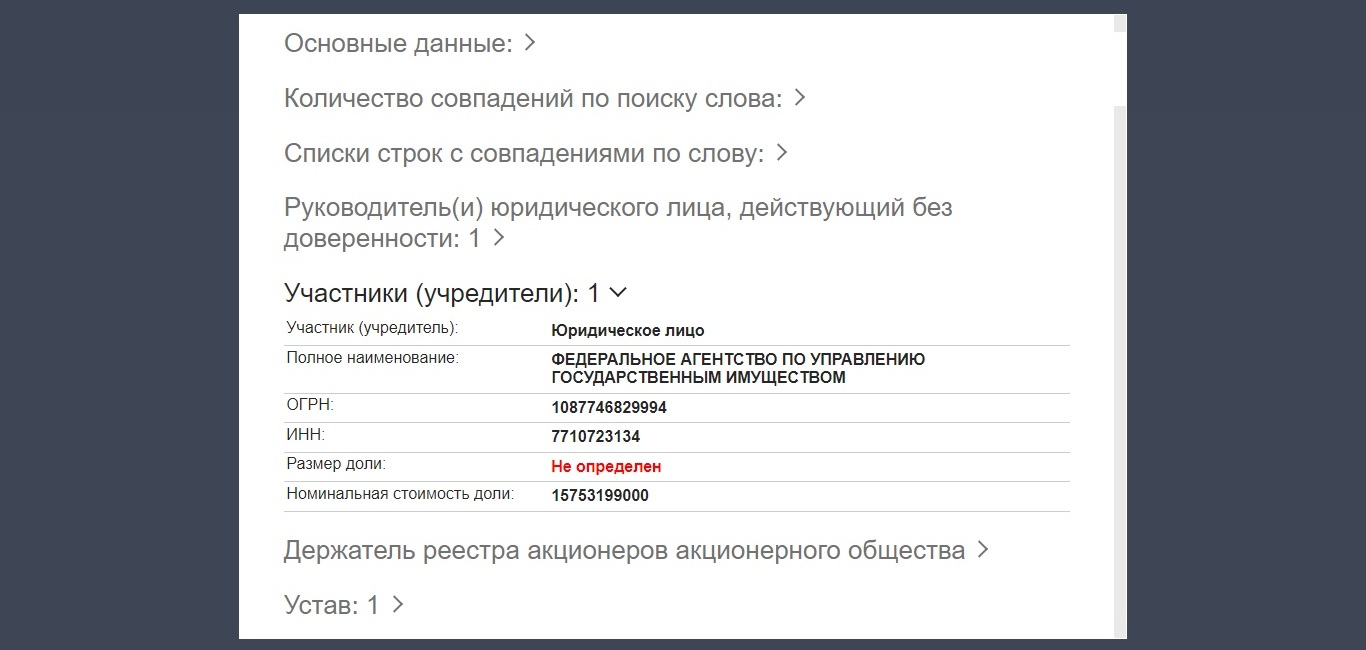 Основные данные:
Количество совпадений по поиску слова:
Списки строк с совпадениями по слову:
Руководитель(и) юридического лица, действующий без
доверенности: 1
Участники (учредители): 1
Участник (учредитель): Юридическое лицо
Полное наименование: ФЕДЕРАЛЬНОЕ АГЕНТСТВО ПО УПРАВЛЕНИЮ
ГОСУДАРСТВЕННЫМ ИМУЩЕСТВОМ
ОГРН: 1087746829994
ИНН: 7710723134
Размер доли: Не определен
Номинальная стоимость доли: 15753199000
Держатель реестра акционеров акционерного общества
Устав: 1